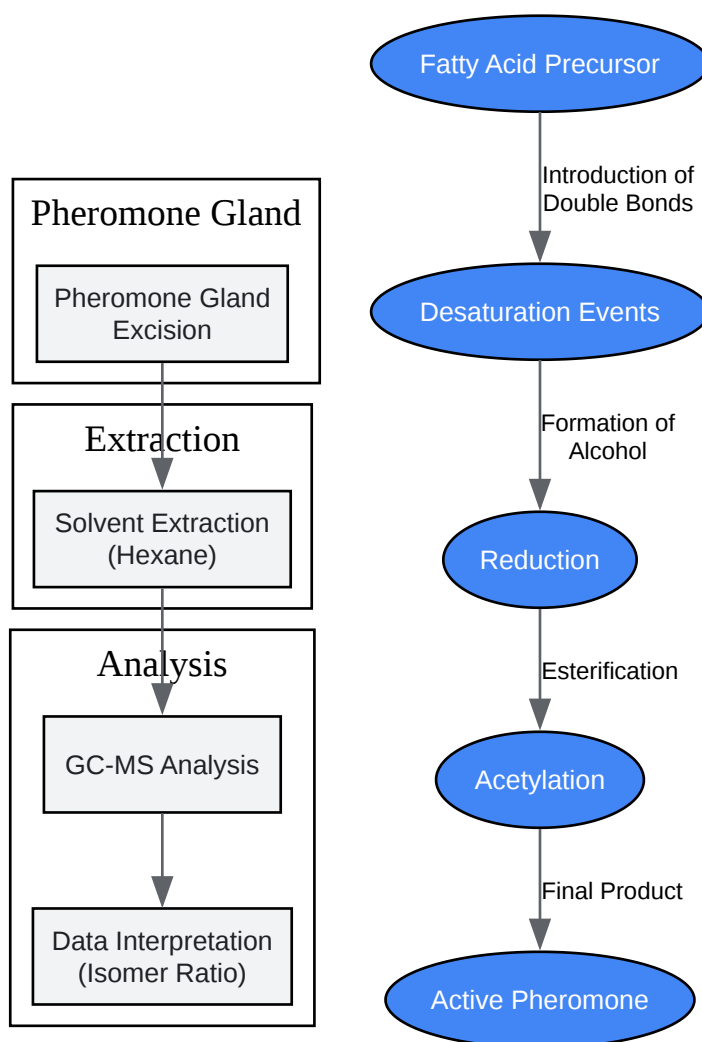 Pheromone Gland
Pheromone Gland
Excision
Extraction
Solvent Extraction
(Hexane)
Analysis
GC-MS Analysis
Data Interpretation
(Isomer Ratio)
Fatty Acid Precursor
Introduction of
Double Bonds
Desaturation Events
Formation of
Alcohol
Reduction
Esterification
Acetylation
Final Product
Active Pheromone